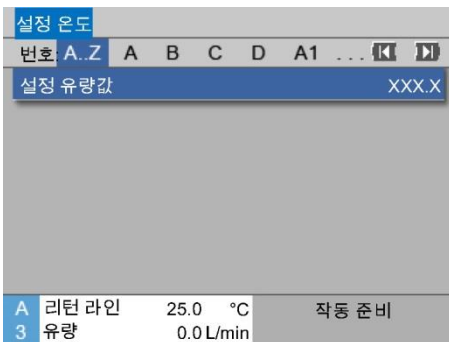 설정 온도
번호: A..Z A B C D A1 ...
설정 유량값 XXX.X
A 리턴 라인 25.0 °C 작동 준비
3 유량 0.0 L/min